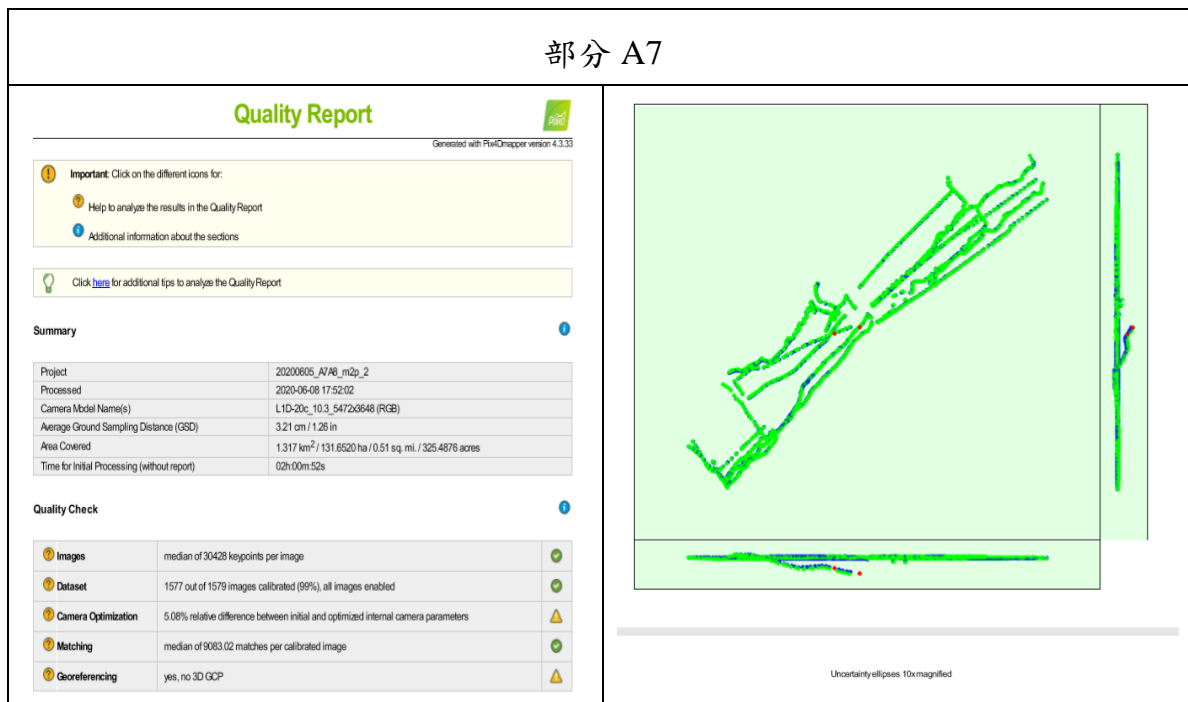 部分 A7
Quality Report
Generated with Pix4Dmapper version 4.3.33
Important: Click on the different icons for:
Help to analyze the results in the Quality Report
Additional information about the sections
Click here for additional tips to analyze the Quality Report
Summary
Project 20200605_A7A8_m2p_2
Processed 2020-06-08 17:52:02
Camera Model Name(s) L1D-20c_10.3_5472x3648 (RGB)
Average Ground Sampling Distance (GSD) 3.21 cm / 1.26 in
Area Covered 1.317 km² / 131.6520 ha / 0.51 sq. mi. / 325.4876 acres
Time for Initial Processing (without report) 02h:00m:52s
Quality Check
Images median of 30428 keypoints per image
Dataset 1577 out of 1579 images calibrated (99%), all images enabled
Camera Optimization 5.08% relative difference between initial and optimized internal camera parameters
Matching median of 9083.02 matches per calibrated image
Georeferencing yes, no 3D GCP
Uncertainty ellipses 10x magnified